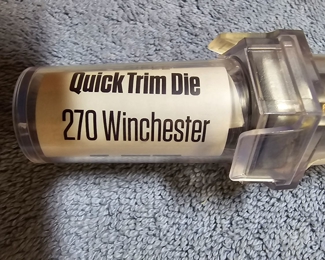 Quick Trim Die
270 Winchester